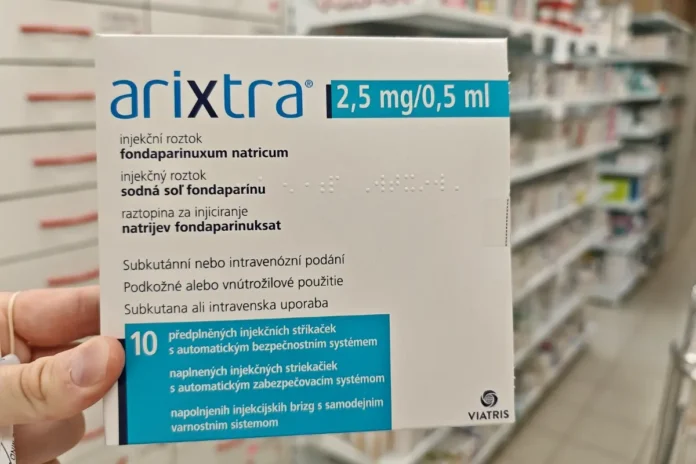 arixtra® 2,5 mg/0,5 ml
injekční roztok
fondaparinuxum natricum
injekčný roztok
sodná soľ fondaparínu
raztopina za injiciranje
natrijev fondaparinuksat
Subkutánní nebo intravenózní podání
Podkožné alebo vnútrožilové použitie
Subkutana ali intravenska uporaba
10 předplněných injekčních stříkaček
s automatickým bezpečnostním systémem
naplnených injekčných striekačiek
s automatickým zabezpečovacím systémom
napolnjenih injekcijskih brizg s samodejnim
varnostnim sistemom
VIATRIS